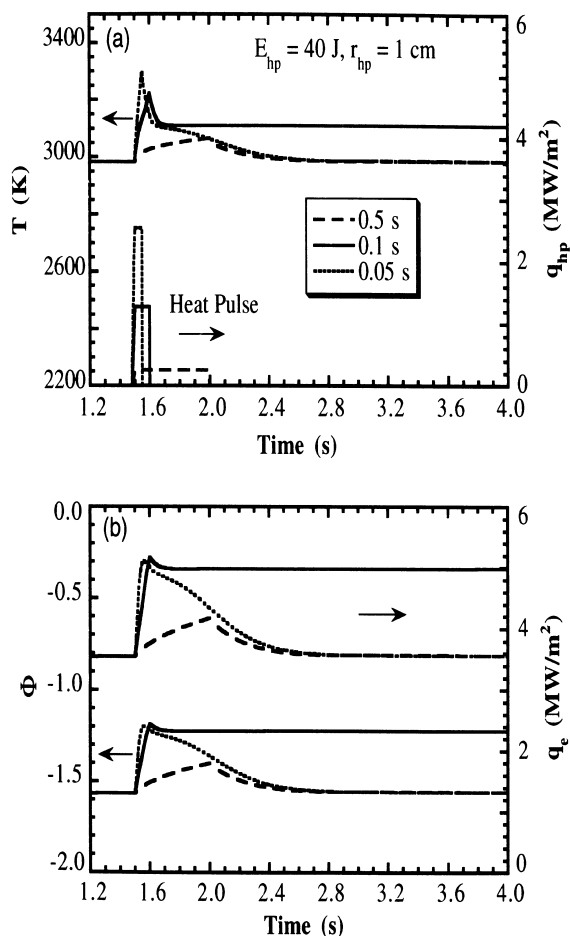 (a)
E_hp = 40 J, r_hp = 1 cm
3400
3000
2600
2200
T (K)
6
4
2
0
q_hp (MW/m²)
0.5 s
0.1 s
0.05 s
Heat Pulse
1.2 1.6 2.0 2.4 2.8 3.2 3.6 4.0
Time (s)
(b)
0.0
-0.5
-1.0
-1.5
-2.0
Φ
6
4
2
0
q_e (MW/m²)
1.2 1.6 2.0 2.4 2.8 3.2 3.6 4.0
Time (s)